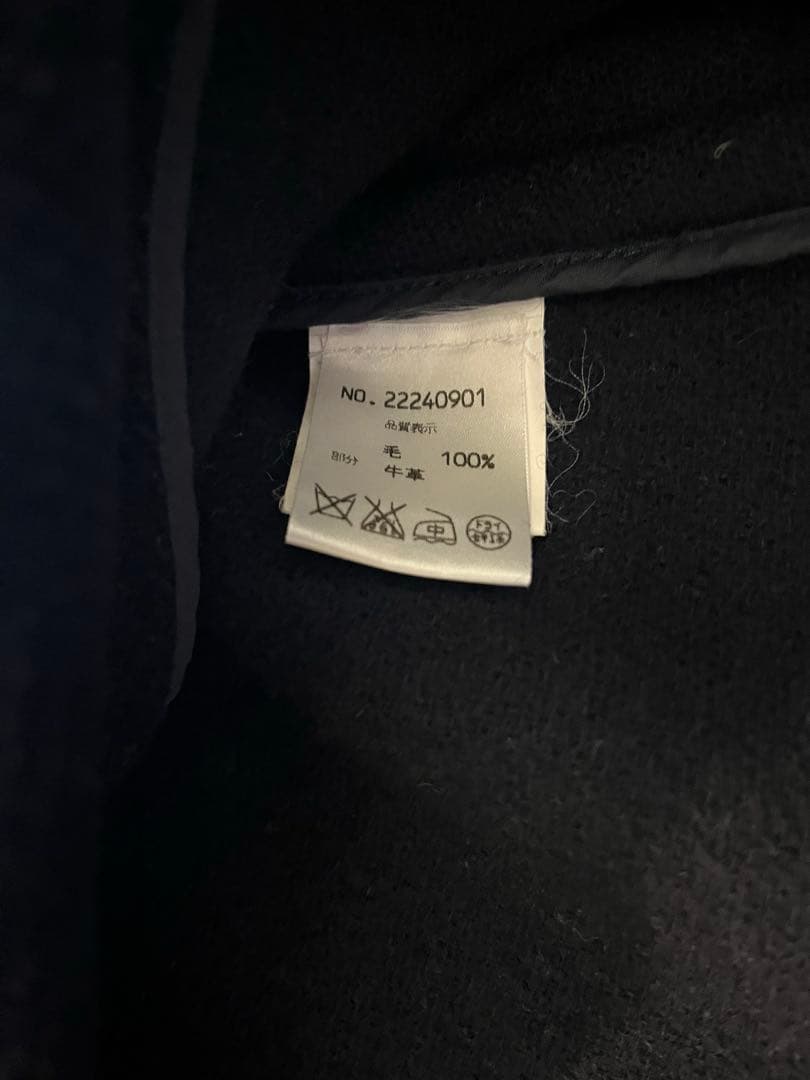 NO. 22240901
品質表示
毛 100%
部分 牛革
中
ドライ